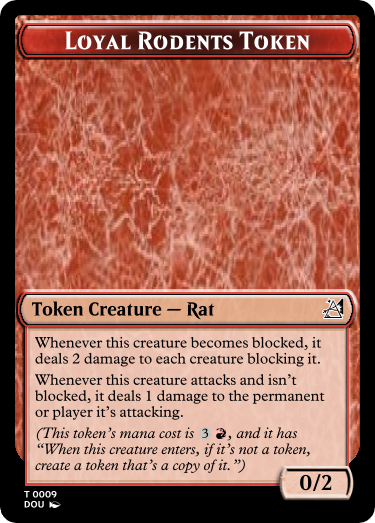 Loyal Rodents Token
Token Creature — Rat
Whenever this creature becomes blocked, it
deals 2 damage to each creature blocking it.
Whenever this creature attacks and isn't
blocked, it deals 1 damage to the permanent
or player it's attacking.
(This token's mana cost is 3 R, and it has
“When this creature enters, if it's not a token,
create a token that's a copy of it.”)
0/2
T 0009
DOU